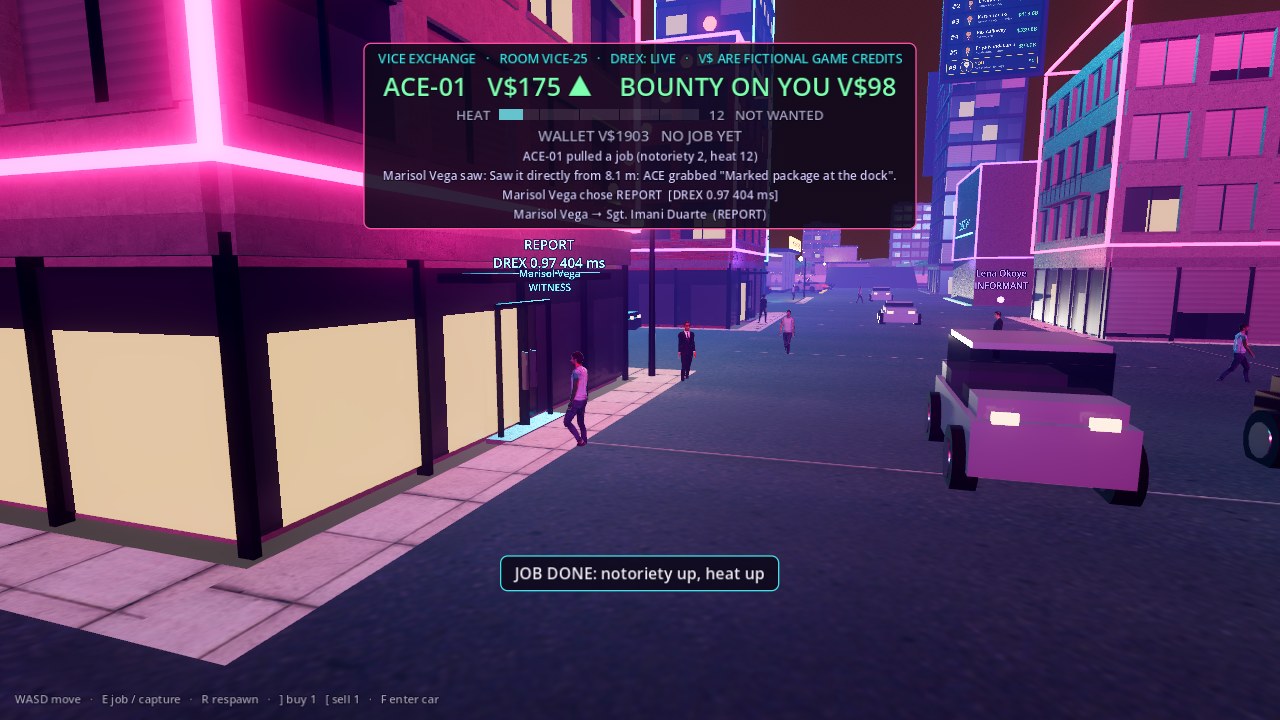 VICE EXCHANGE · ROOM VICE-25 · DREX: LIVE · V$ ARE FICTIONAL GAME CREDITS
ACE-01 V$175 ▲ BOUNTY ON YOU V$98
HEAT 12 NOT WANTED
WALLET V$1903 NO JOB YET
ACE-01 pulled a job (notoriety 2, heat 12)
Marisol Vega saw: Saw it directly from 8.1 m: ACE grabbed "Marked package at the dock".
Marisol Vega chose REPORT [DREX 0.97 404 ms]
Marisol Vega → Sgt. Imani Duarte (REPORT)
REPORT
DREX 0.97 404 ms
Marisol Vega
WITNESS
Lena Okoye
INFORMANT
#3
#4
#5
JOB DONE: notoriety up, heat up
WASD move · E job / capture · R respawn · ] buy 1 [ sell 1 · F enter car